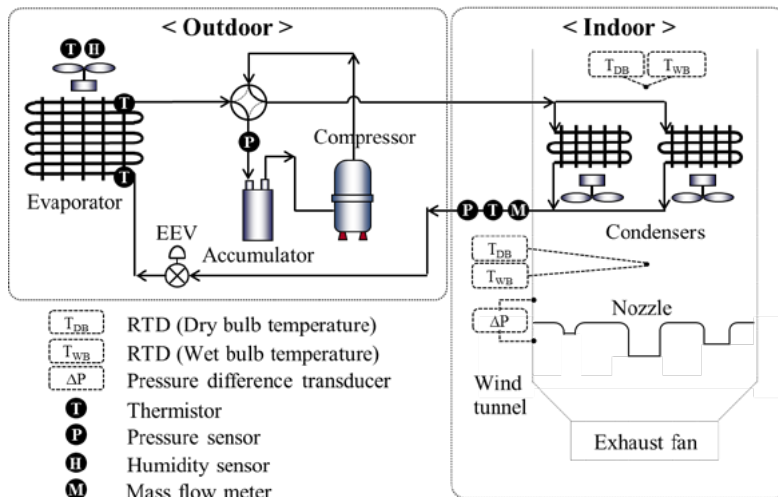 < Outdoor >
< Indoor >
T H
T_DB T_WB
T
P
Compressor
T
Evaporator
P T M
Condensers
EEV
Accumulator
T_DB
T_WB
Nozzle
ΔP
T_DB RTD (Dry bulb temperature)
T_WB RTD (Wet bulb temperature)
ΔP Pressure difference transducer
T Thermistor
P Pressure sensor
H Humidity sensor
M Mass flow meter
Wind
tunnel
Exhaust fan